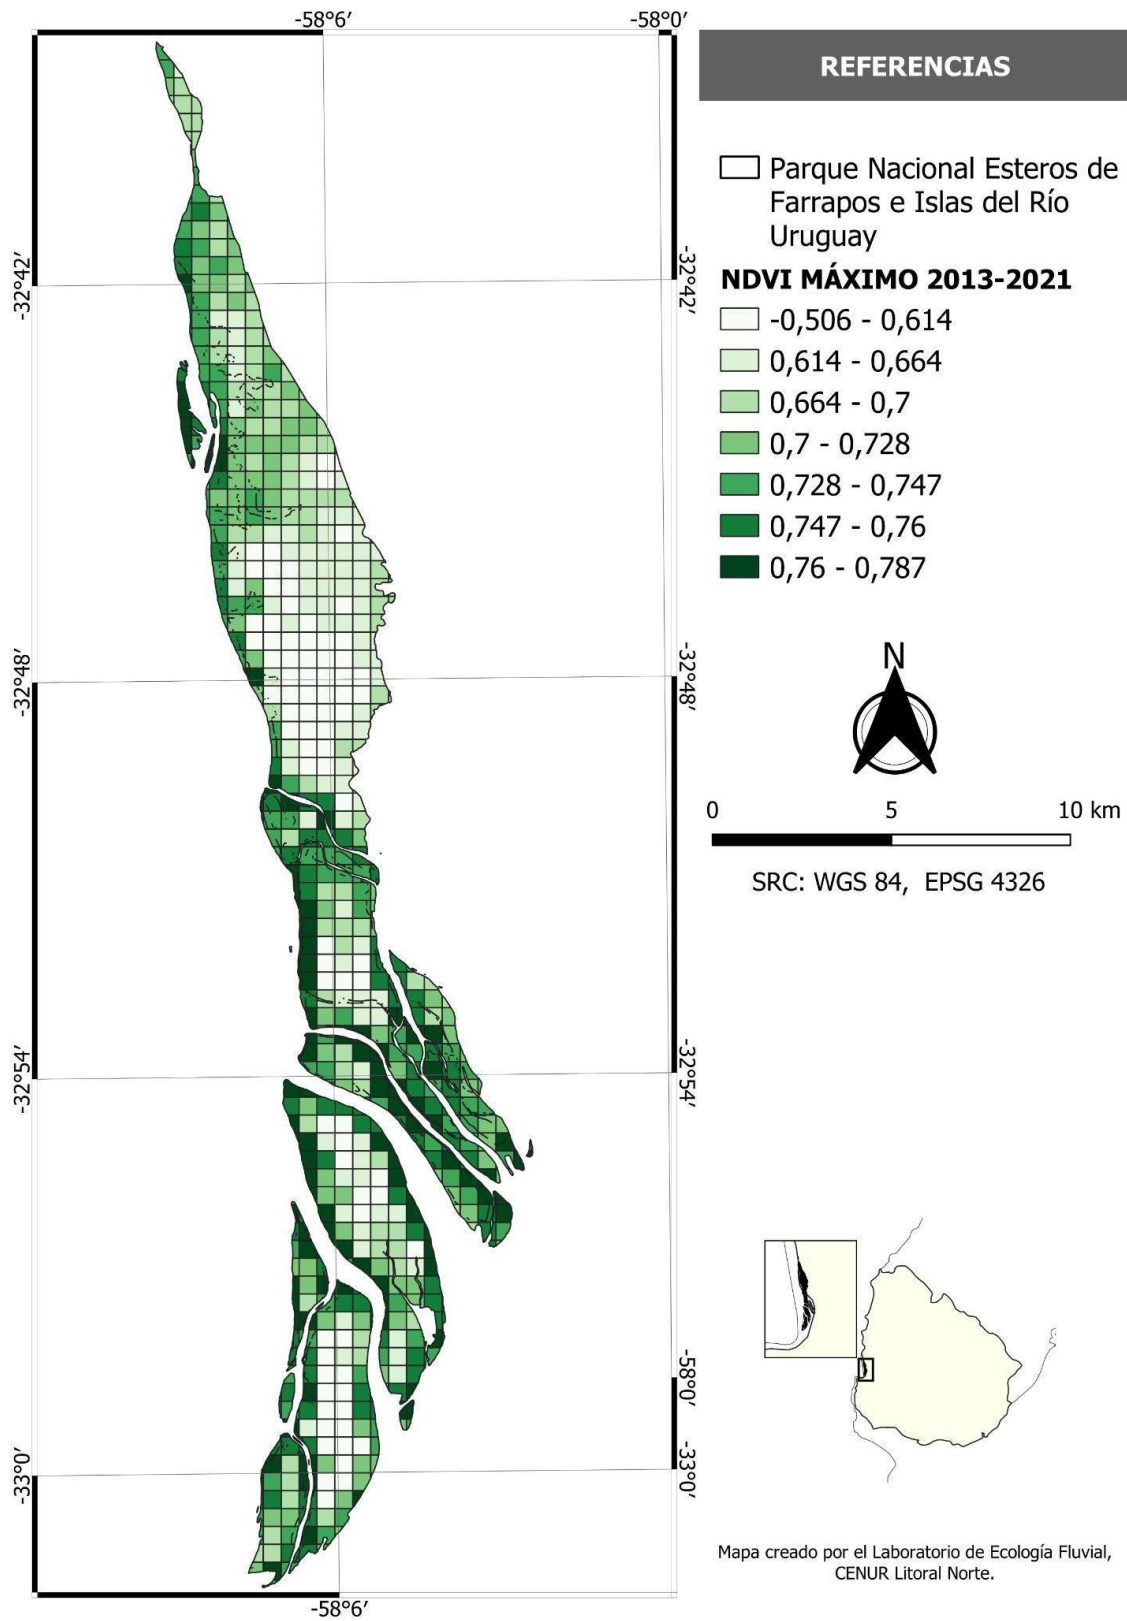 -58°6′
-58°0′
REFERENCIAS
Parque Nacional Esteros de
Farrapos e Islas del Río
Uruguay
NDVI MÁXIMO 2013-2021
-0,506 - 0,614
0,614 - 0,664
0,664 - 0,7
0,7 - 0,728
0,728 - 0,747
0,747 - 0,76
0,76 - 0,787
-32°42′
-32°42′
N
-32°48′
-32°48′
0 5 10 km
SRC: WGS 84, EPSG 4326
-32°54′
-32°54′
-58°0′
-33°0′
-33°0′
Mapa creado por el Laboratorio de Ecología Fluvial,
CENUR Litoral Norte.
-58°6′